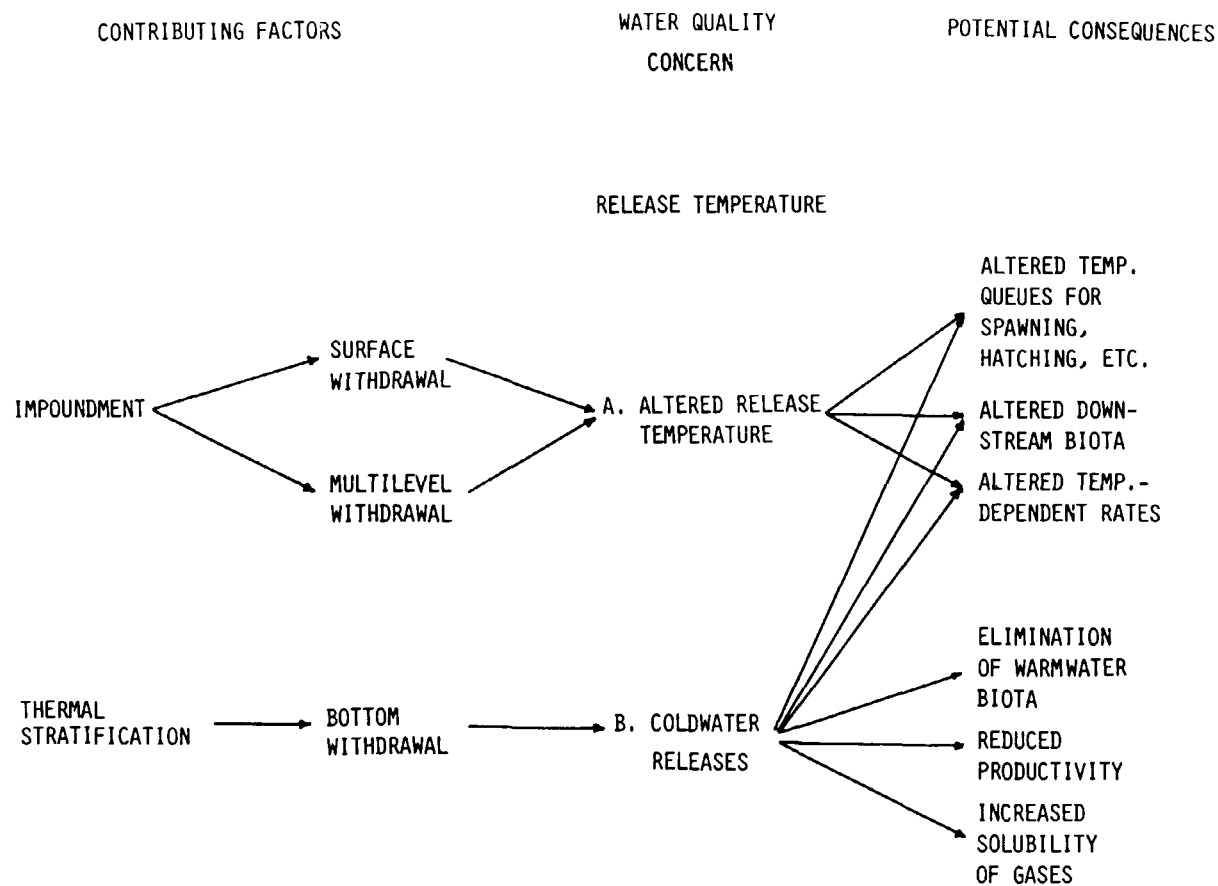 CONTRIBUTING FACTORS
WATER QUALITY
CONCERN
POTENTIAL CONSEQUENCES
RELEASE TEMPERATURE
IMPOUNDMENT
SURFACE
WITHDRAWAL
MULTILEVEL
WITHDRAWAL
A. ALTERED RELEASE
TEMPERATURE
ALTERED TEMP.
QUEUES FOR
SPAWNING,
HATCHING, ETC.
ALTERED DOWN-
STREAM BIOTA
ALTERED TEMP.-
DEPENDENT RATES
THERMAL
STRATIFICATION
BOTTOM
WITHDRAWAL
B. COLDWATER
RELEASES
ELIMINATION
OF WARMWATER
BIOTA
REDUCED
PRODUCTIVITY
INCREASED
SOLUBILITY
OF GASES